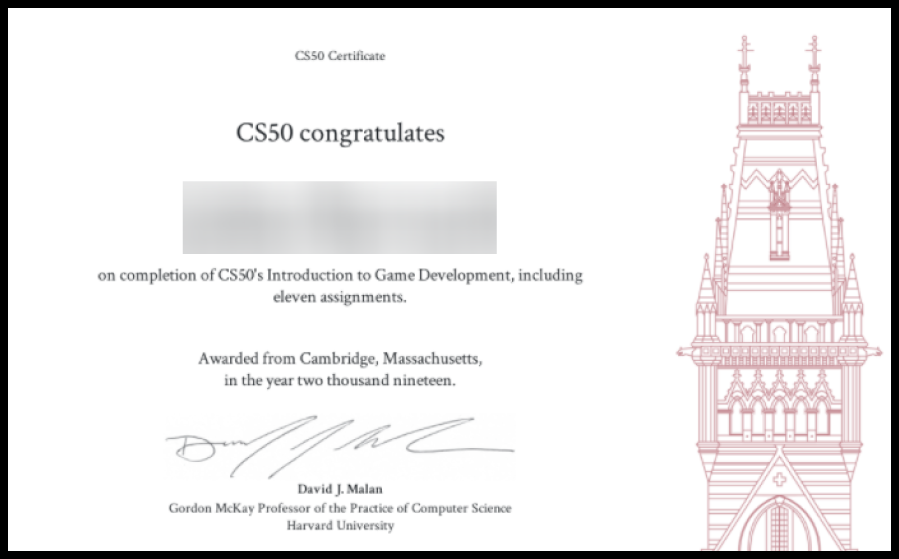 CS50 Certificate
CS50 congratulates
on completion of CS50's Introduction to Game Development, including
eleven assignments.
Awarded from Cambridge, Massachusetts,
in the year two thousand nineteen.
David J. Malan
Gordon McKay Professor of the Practice of Computer Science
Harvard University